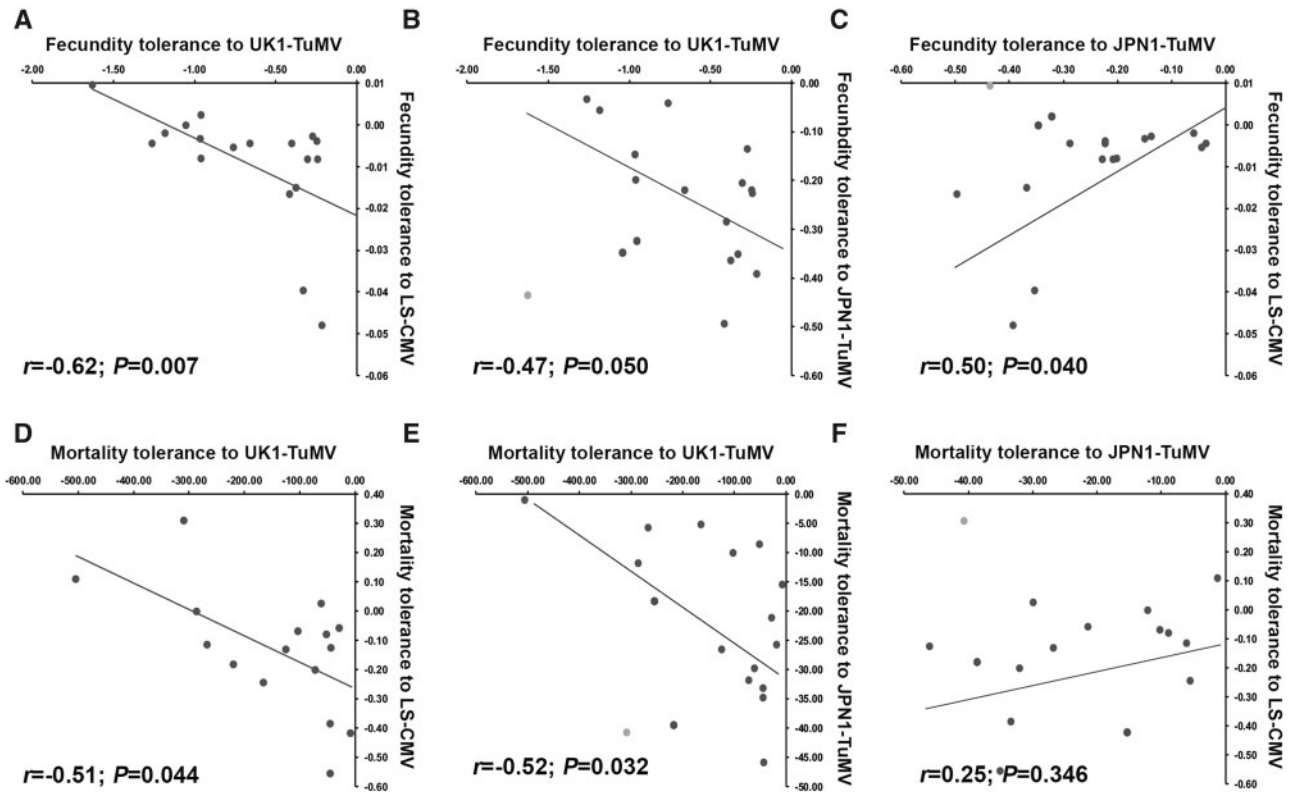 A
Fecundity tolerance to UK1-TuMV
-2.00 -1.50 -1.00 -0.50 0.00
0.01
0.00
-0.01
-0.02
-0.03
-0.04
-0.05
-0.06
Fecundity tolerance to LS-CMV
r=-0.62; P=0.007
B
Fecundity tolerance to UK1-TuMV
-2.00 -1.50 -1.00 -0.50 0.00
0.00
-0.10
-0.20
-0.30
-0.40
-0.50
-0.60
Fecunbdity tolerance to JPN1-TuMV
r=-0.47; P=0.050
C
Fecundity tolerance to JPN1-TuMV
-0.60 -0.50 -0.40 -0.30 -0.20 -0.10 0.00
0.01
0.00
-0.01
-0.02
-0.03
-0.04
-0.05
-0.06
Fecundity tolerance to LS-CMV
r=0.50; P=0.040
D
Mortality tolerance to UK1-TuMV
-600.00 -500.00 -400.00 -300.00 -200.00 -100.00 0.00
0.40
0.30
0.20
0.10
0.00
-0.10
-0.20
-0.30
-0.40
-0.50
-0.60
Mortality tolerance to LS-CMV
r=-0.51; P=0.044
E
Mortality tolerance to UK1-TuMV
-600.00 -500.00 -400.00 -300.00 -200.00 -100.00 0.00
0.00
-5.00
-10.00
-15.00
-20.00
-25.00
-30.00
-35.00
-40.00
-45.00
-50.00
Mortality tolerance to JPN1-TuMV
r=-0.52; P=0.032
F
Mortality tolerance to JPN1-TuMV
-50.00 -40.00 -30.00 -20.00 -10.00 0.00
0.40
0.30
0.20
0.10
0.00
-0.10
-0.20
-0.30
-0.40
-0.50
-0.60
Mortality tolerance to LS-CMV
r=0.25; P=0.346